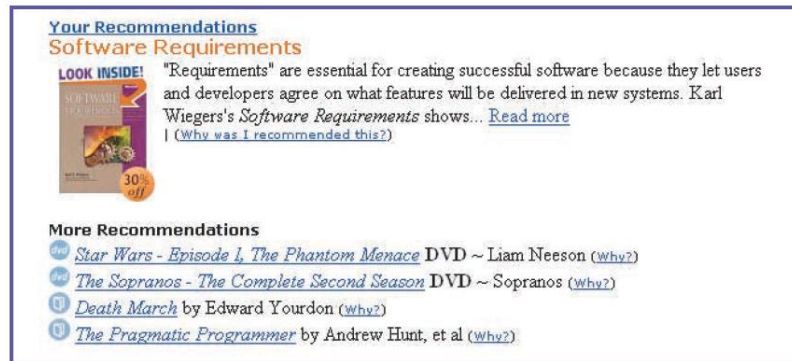 Your Recommendations
Software Requirements
LOOK INSIDE!
"Requirements" are essential for creating successful software because they let users
and developers agree on what features will be delivered in new systems. Karl
Wiegers's Software Requirements shows... Read more
| (Why was I recommended this?)
SOFTWARE
REQUIREMENTS
30%
off
More Recommendations
dvd Star Wars - Episode I, The Phantom Menace DVD ~ Liam Neeson (Why?)
dvd The Sopranos - The Complete Second Season DVD ~ Sopranos (Why?)
Death March by Edward Yourdon (Why?)
The Pragmatic Programmer by Andrew Hunt, et al (Why?)